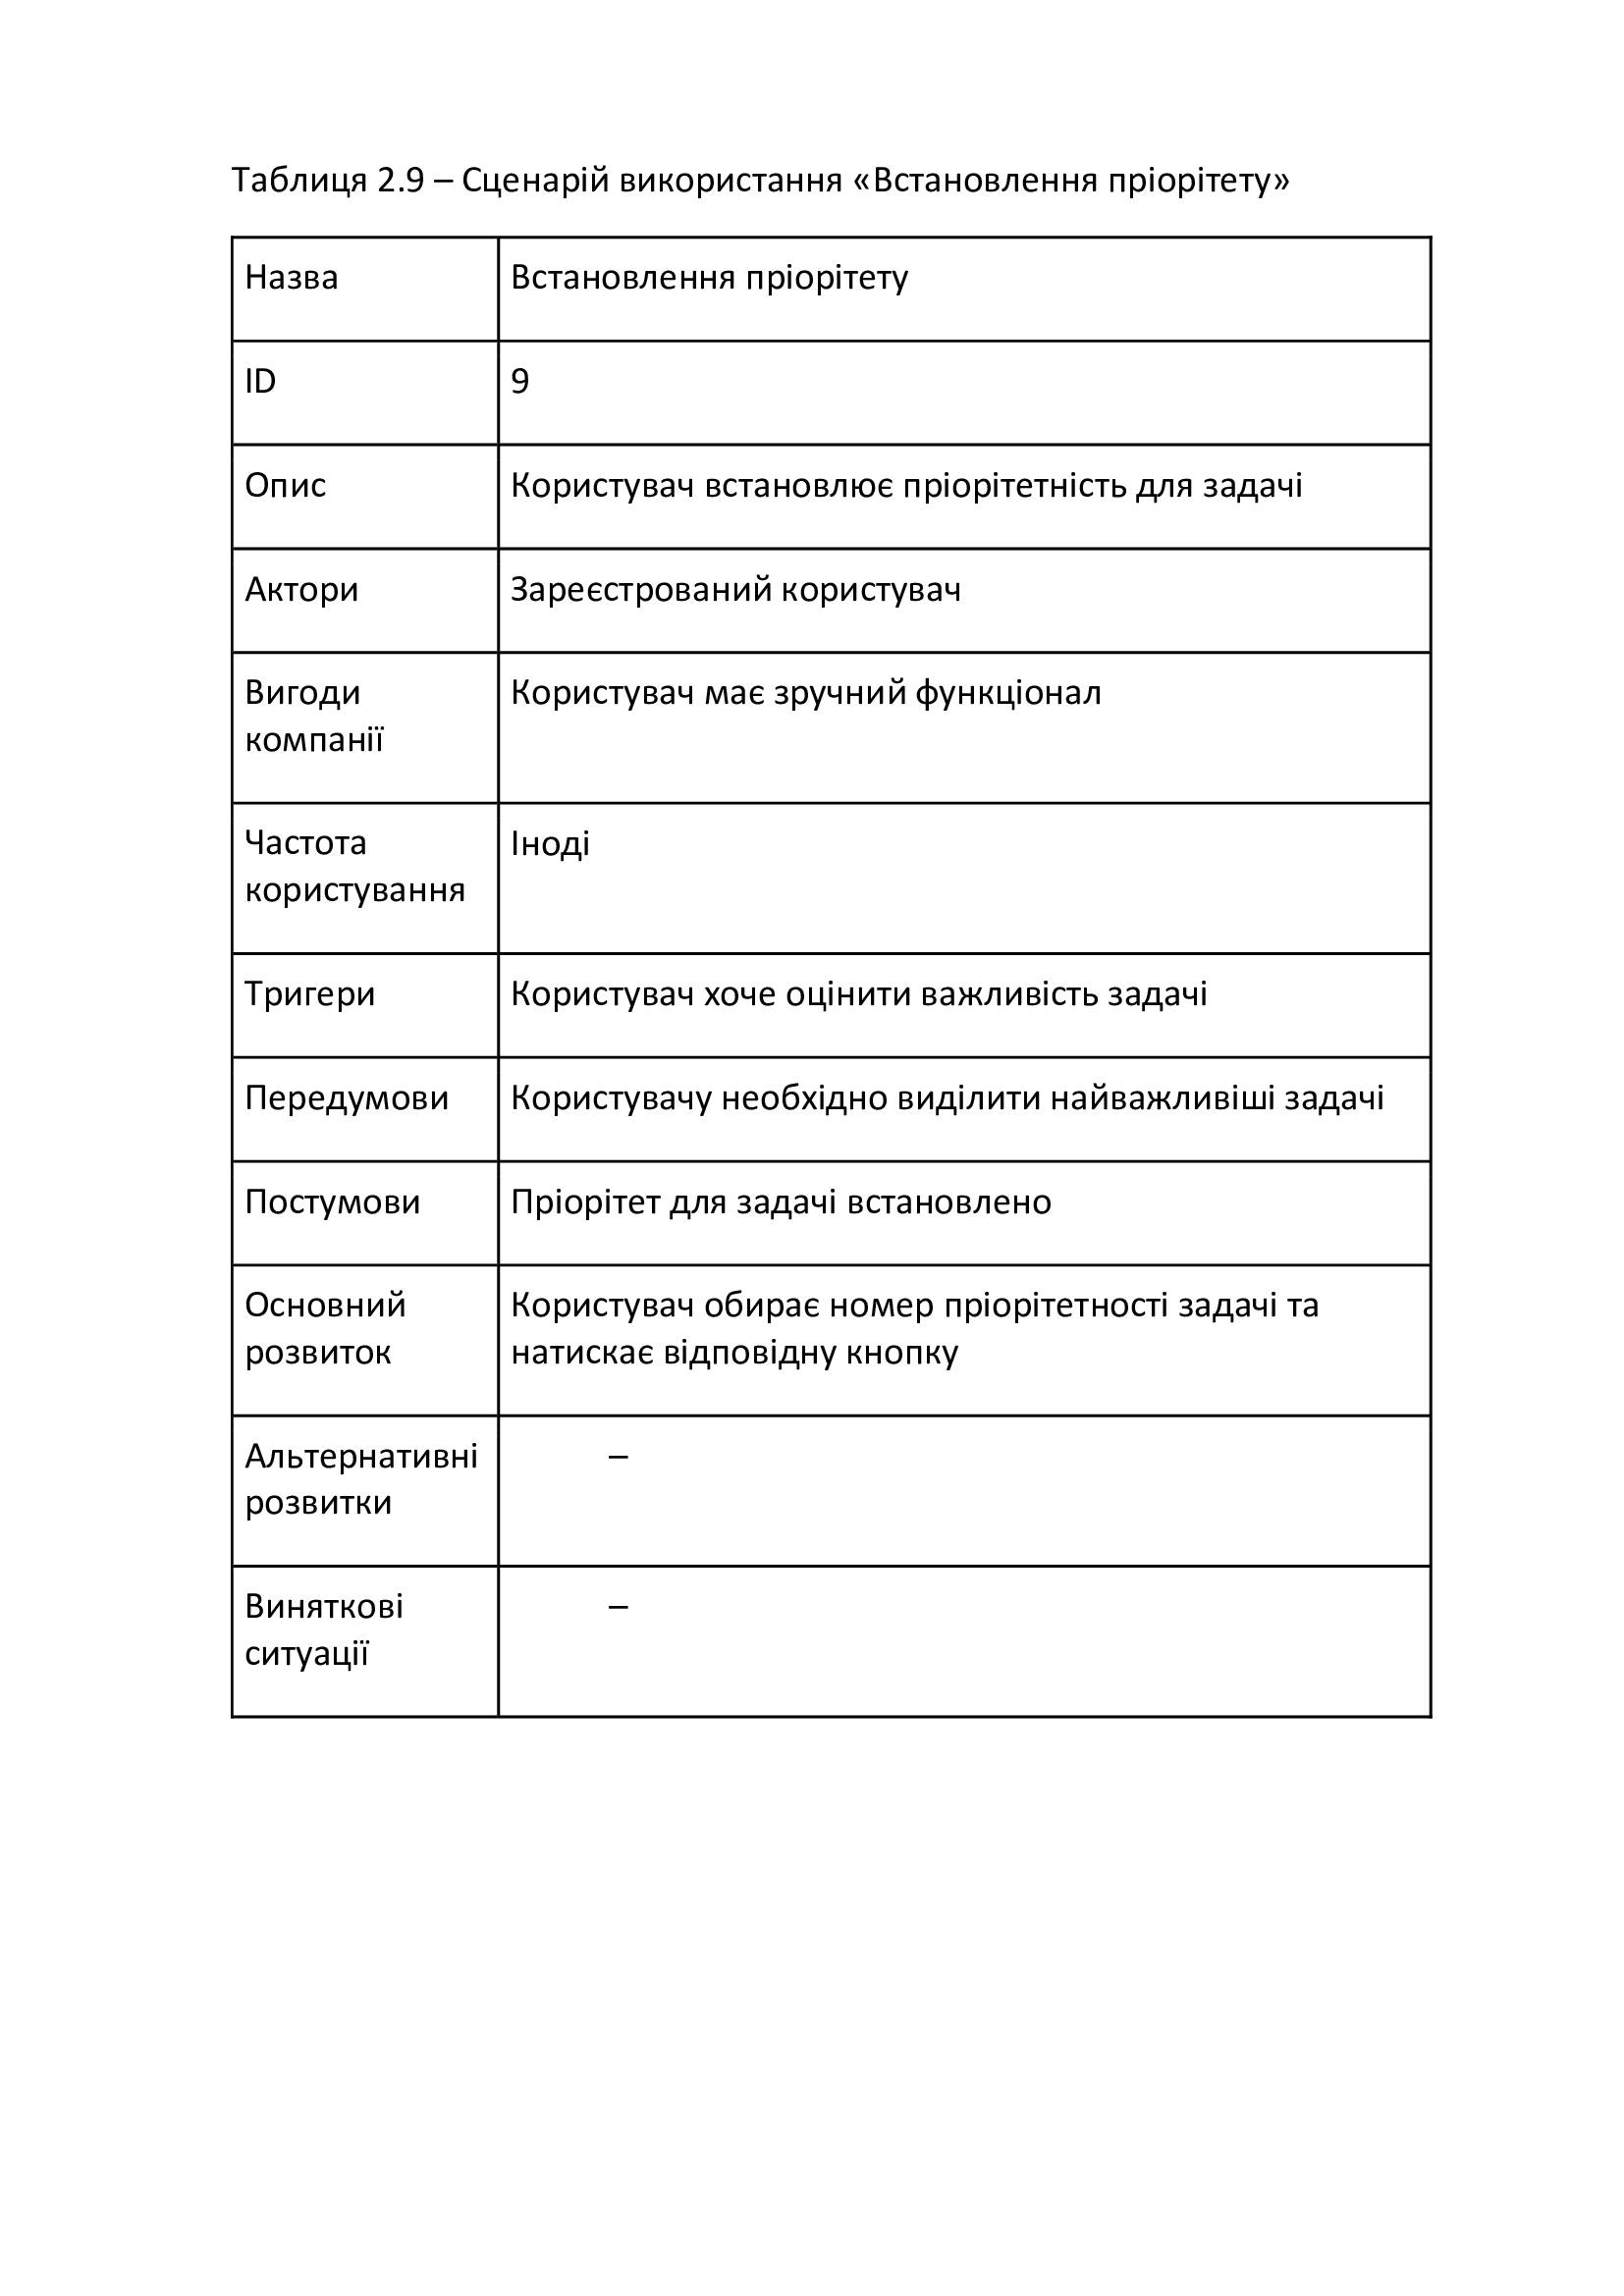 Таблиця 2.9 – Сценарій використання «Встановлення пріорітету»
Назва
Встановлення пріорітету
ID
9
Опис
Користувач встановлює пріорітетність для задачі
Актори
Зареєстрований користувач
Вигоди
компанії
Користувач має зручний функціонал
Частота
користування
Іноді
Тригери
Користувач хоче оцінити важливість задачі
Передумови
Користувачу необхідно виділити найважливіші задачі
Постумови
Пріорітет для задачі встановлено
Основний
розвиток
Користувач обирає номер пріорітетності задачі та
натискає відповідну кнопку
Альтернативні
розвитки
–
Виняткові
ситуації
–